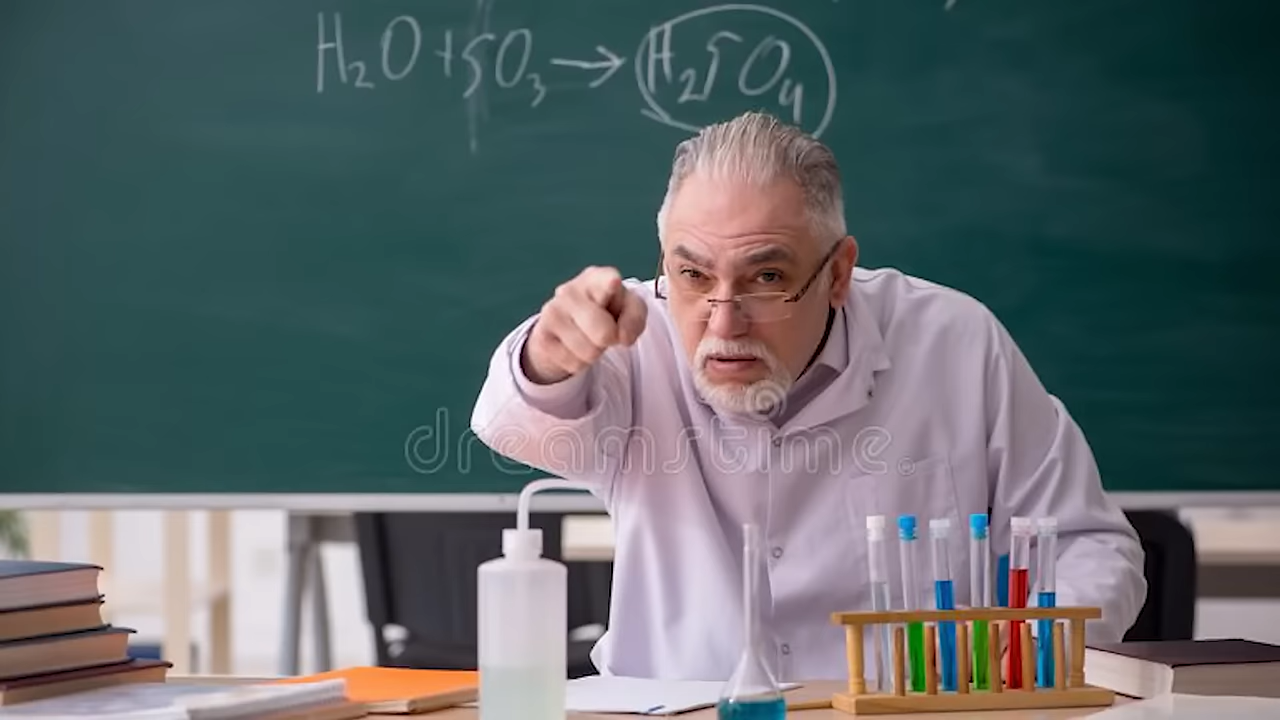 H₂O + SO₃ → H₂SO₄
dreamstime.